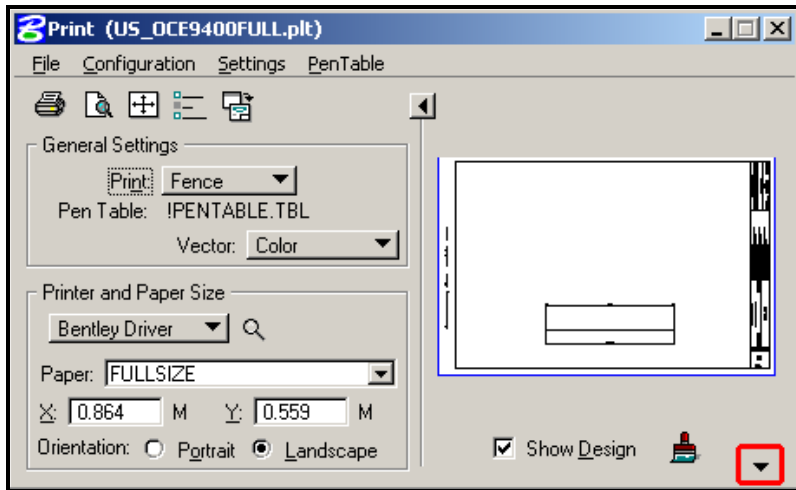 Print (US_OCE9400FULL.plt)
File Configuration Settings PenTable
General Settings
Print: Fence
Pen Table: !PENTABLE.TBL
Vector: Color
Printer and Paper Size
Bentley Driver
Paper: FULLSIZE
X: 0.864 M Y: 0.559 M
Orientation: Portrait Landscape
Show Design